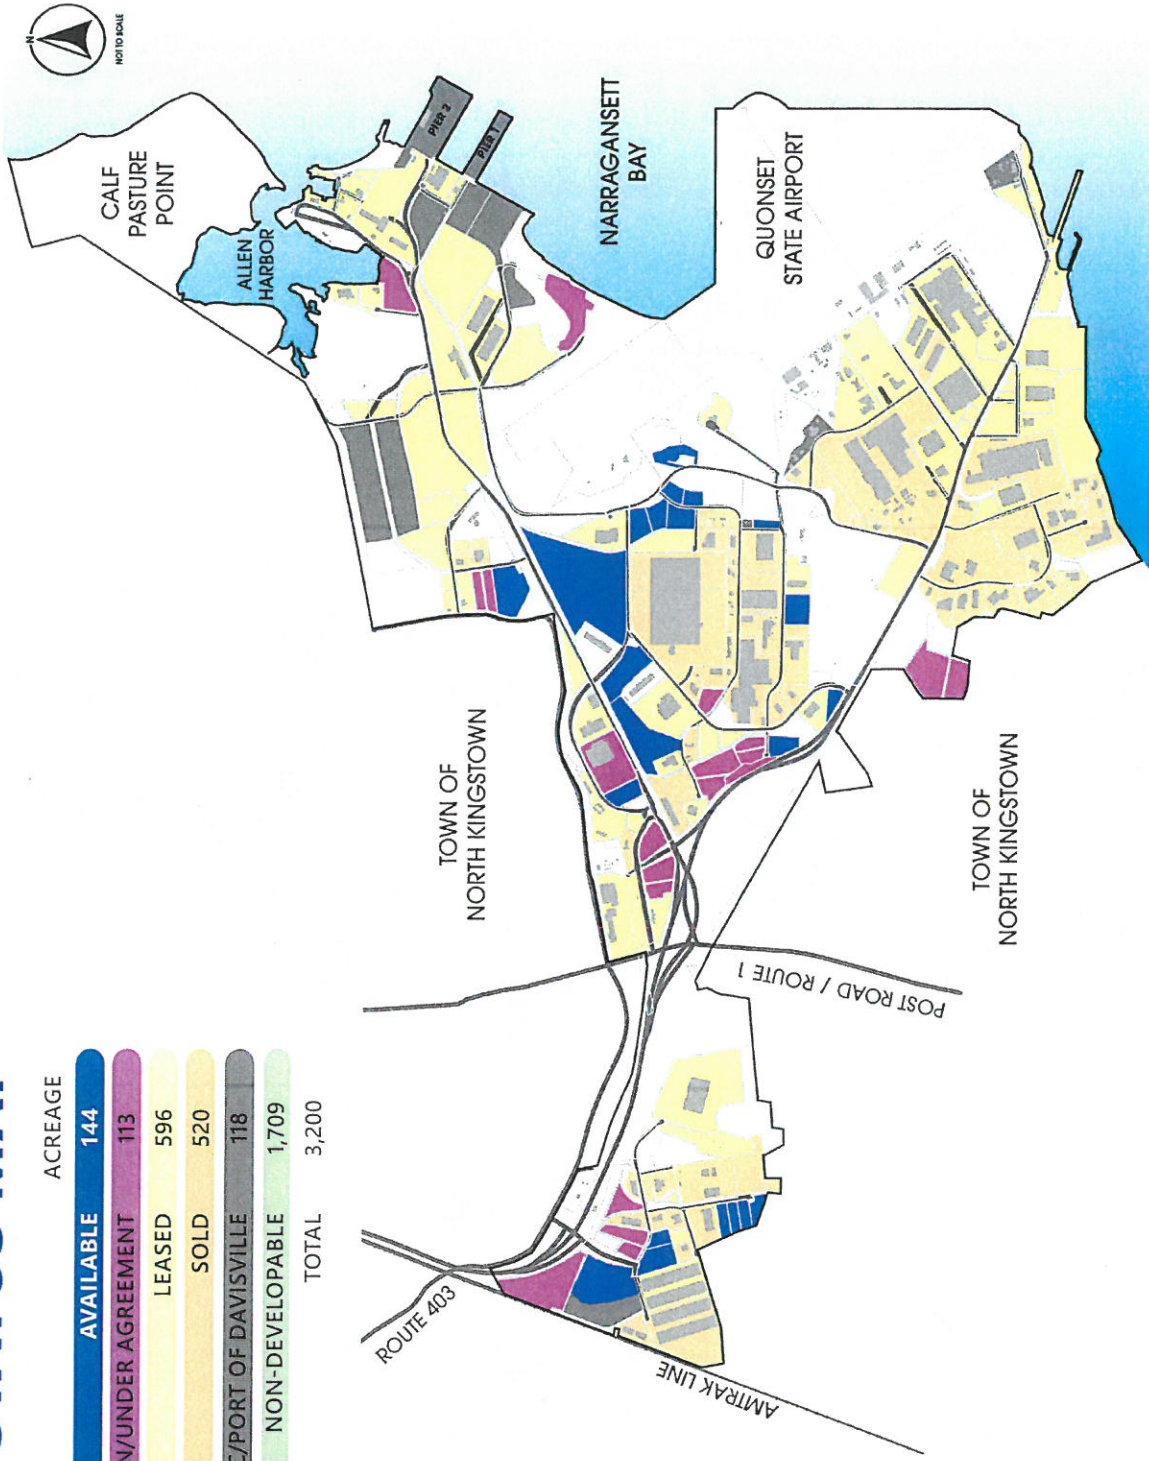 N
NOT TO SCALE
CALF
PASTURE
POINT
ALLEN
HARBOR
PIER 2
PIER 1
NARRAGANSETT
BAY
QUONSET
STATE AIRPORT
TOWN OF
NORTH KINGSTOWN
TOWN OF
NORTH KINGSTOWN
POST ROAD / ROUTE 1
ROUTE 403
AMTRAK LINE
ACREAGE
AVAILABLE 144
N/UNDER AGREEMENT 113
LEASED 596
SOLD 520
C/PORT OF DAVISVILLE 118
NON-DEVELOPABLE 1,709
TOTAL 3,200